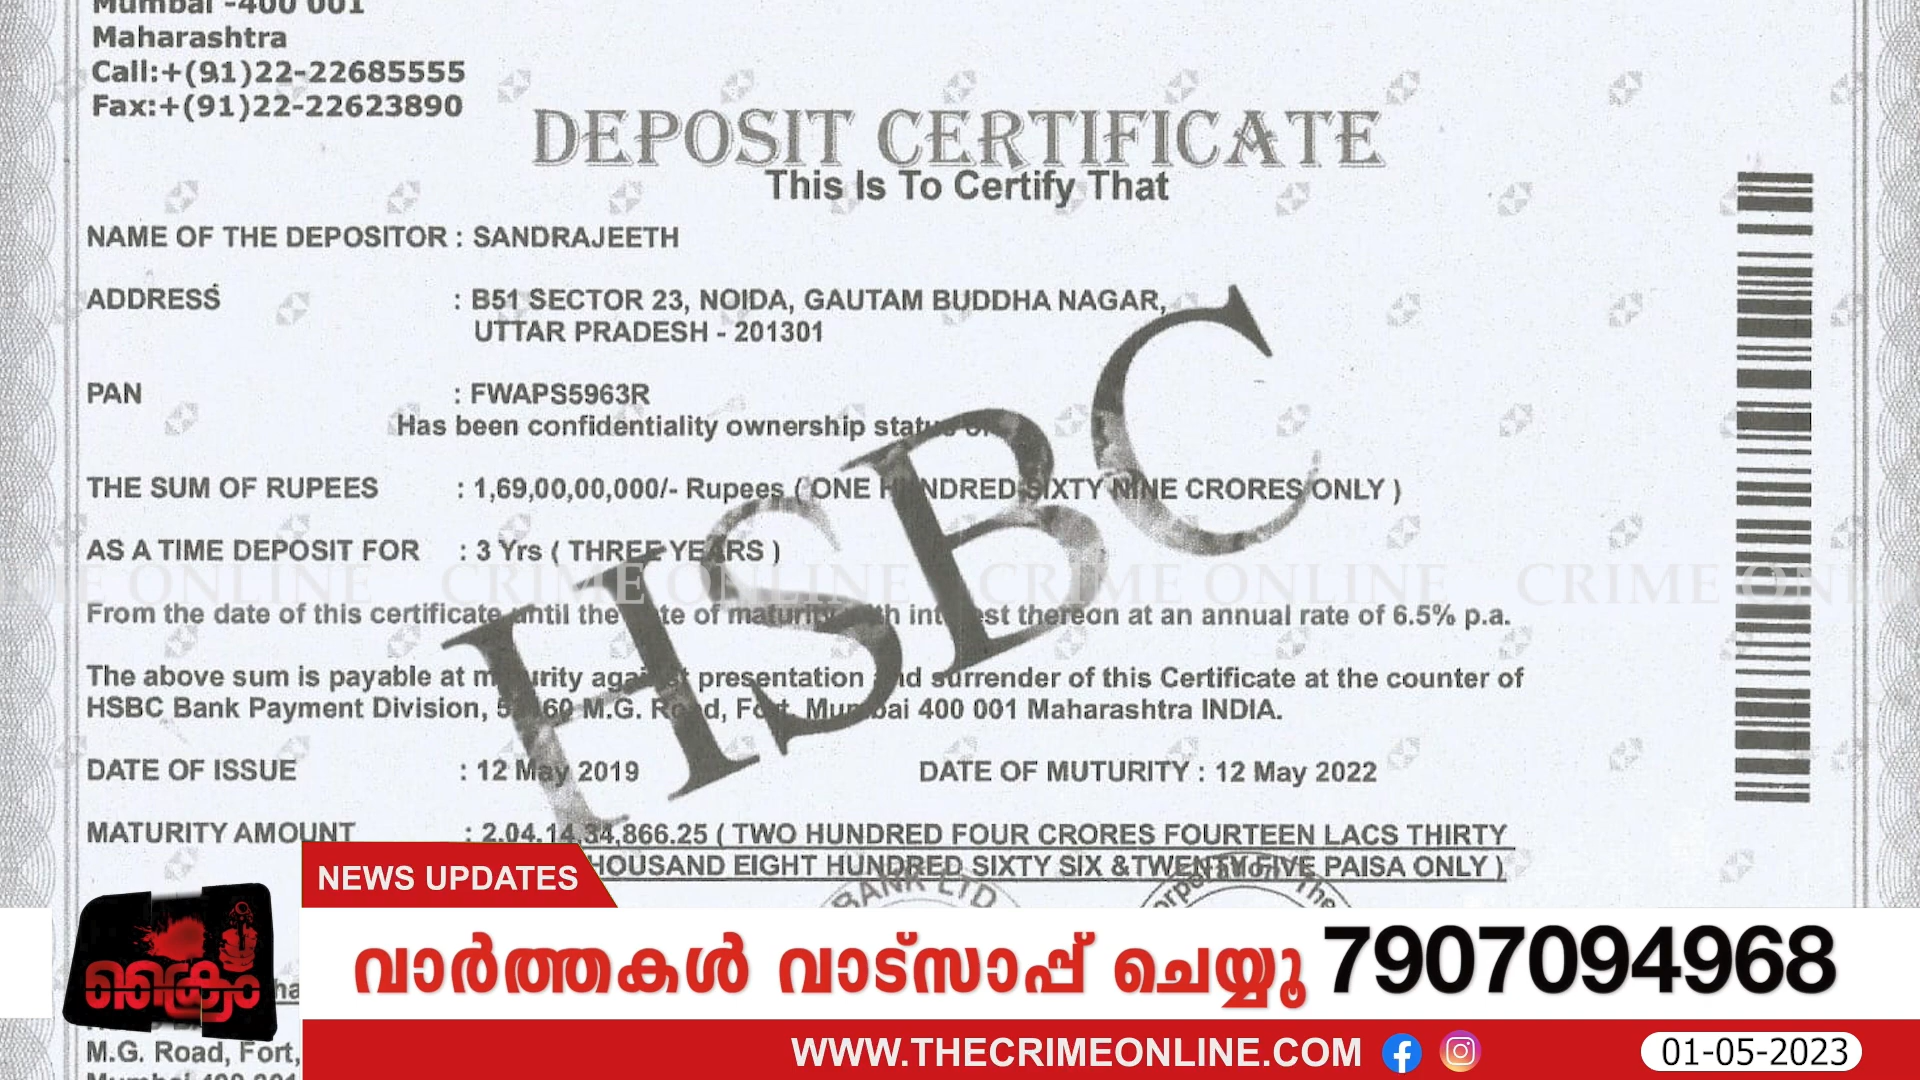 Mumbai -400 001
Maharashtra
Call:+(91)22-22685555
Fax:+(91)22-22623890
DEPOSIT CERTIFICATE
This Is To Certify That
NAME OF THE DEPOSITOR : SANDRAJEETH
ADDRESS : B51 SECTOR 23, NOIDA, GAUTAM BUDDHA NAGAR,
UTTAR PRADESH - 201301
PAN : FWAPS5963R
Has been confidentiality ownership status of
THE SUM OF RUPEES : 1,69,00,00,000/- Rupees ( ONE HUNDRED SIXTY NINE CRORES ONLY )
AS A TIME DEPOSIT FOR : 3 Yrs ( THREE YEARS )
CRIME ONLINE CRIME ONLINE
From the date of this certificate until the date of maturity with interest thereon at an annual rate of 6.5% p.a.
The above sum is payable at maturity against presentation and surrender of this Certificate at the counter of
HSBC Bank Payment Division, 60 M.G. Road, Fort, Mumbai 400 001 Maharashtra INDIA.
HSBC
DATE OF ISSUE : 12 May 2019 DATE OF MUTURITY : 12 May 2022
MATURITY AMOUNT : 2,04,14,34,866.25 ( TWO HUNDRED FOUR CRORES FOURTEEN LACS THIRTY
HOUSAND EIGHT HUNDRED SIXTY SIX &TWENTY FIVE PAISA ONLY )
BANK LTD
The
NEWS UPDATES
ക്രൈം
വാർത്തകൾ വാട്സാപ്പ് ചെയ്യൂ 7907094968
M.G. Road, Fort,
WWW.THECRIMEONLINE.COM
01-05-2023